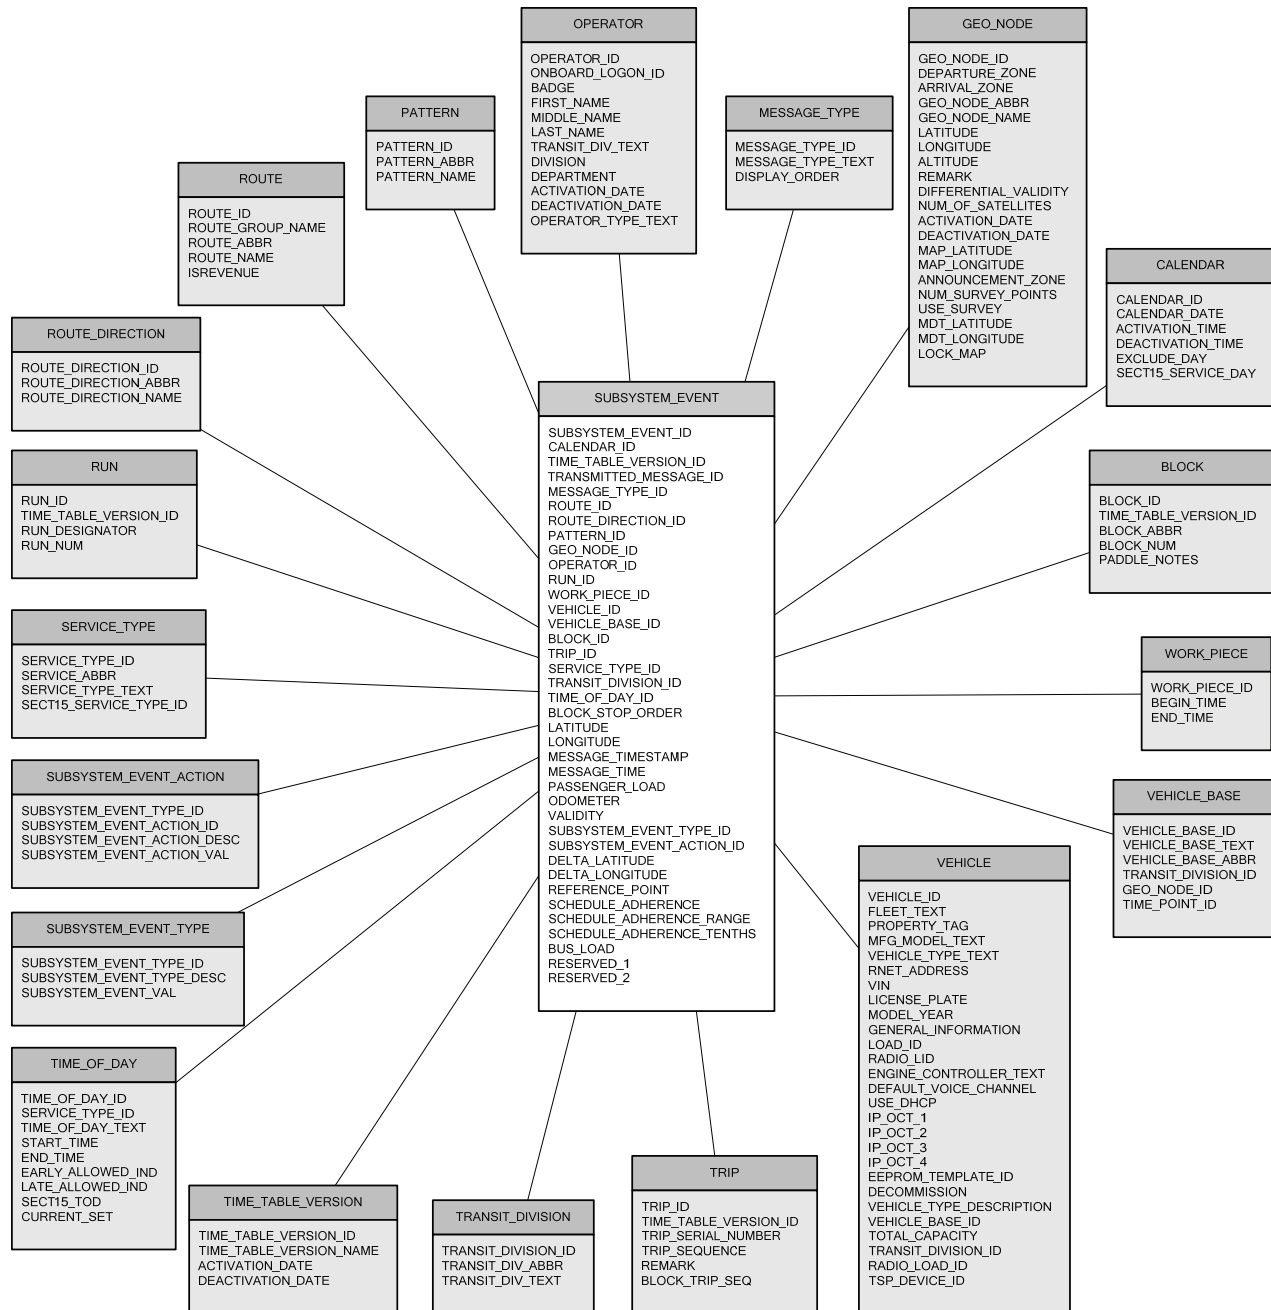 OPERATOR
OPERATOR_ID
ONBOARD_LOGON_ID
BADGE
FIRST_NAME
MIDDLE_NAME
LAST_NAME
TRANSIT_DIV_TEXT
DIVISION
DEPARTMENT
ACTIVATION_DATE
DEACTIVATION_DATE
OPERATOR_TYPE_TEXT
GEO_NODE
GEO_NODE_ID
DEPARTURE_ZONE
ARRIVAL_ZONE
GEO_NODE_ABBR
GEO_NODE_NAME
LATITUDE
LONGITUDE
ALTITUDE
REMARK
DIFFERENTIAL_VALIDITY
NUM_OF_SATELLITES
ACTIVATION_DATE
DEACTIVATION_DATE
MAP_LATITUDE
MAP_LONGITUDE
ANNOUNCEMENT_ZONE
NUM_SURVEY_POINTS
USE_SURVEY
MDT_LATITUDE
MDT_LONGITUDE
LOCK_MAP
PATTERN
PATTERN_ID
PATTERN_ABBR
PATTERN_NAME
MESSAGE_TYPE
MESSAGE_TYPE_ID
MESSAGE_TYPE_TEXT
DISPLAY_ORDER
ROUTE
ROUTE_ID
ROUTE_GROUP_NAME
ROUTE_ABBR
ROUTE_NAME
ISREVENUE
CALENDAR
CALENDAR_ID
CALENDAR_DATE
ACTIVATION_TIME
DEACTIVATION_TIME
EXCLUDE_DAY
SECT15_SERVICE_DAY
ROUTE_DIRECTION
ROUTE_DIRECTION_ID
ROUTE_DIRECTION_ABBR
ROUTE_DIRECTION_NAME
SUBSYSTEM_EVENT
SUBSYSTEM_EVENT_ID
CALENDAR_ID
TIME_TABLE_VERSION_ID
TRANSMITTED_MESSAGE_ID
MESSAGE_TYPE_ID
ROUTE_ID
ROUTE_DIRECTION_ID
PATTERN_ID
GEO_NODE_ID
OPERATOR_ID
RUN_ID
WORK_PIECE_ID
VEHICLE_ID
VEHICLE_BASE_ID
BLOCK_ID
TRIP_ID
SERVICE_TYPE_ID
TRANSIT_DIVISION_ID
TIME_OF_DAY_ID
BLOCK_STOP_ORDER
LATITUDE
LONGITUDE
MESSAGE_TIMESTAMP
MESSAGE_TIME
PASSENGER_LOAD
ODOMETER
VALIDITY
SUBSYSTEM_EVENT_TYPE_ID
SUBSYSTEM_EVENT_ACTION_ID
DELTA_LATITUDE
DELTA_LONGITUDE
REFERENCE_POINT
SCHEDULE_ADHERENCE
SCHEDULE_ADHERENCE_RANGE
SCHEDULE_ADHERENCE_TENTHS
BUS_LOAD
RESERVED_1
RESERVED_2
RUN
RUN_ID
TIME_TABLE_VERSION_ID
RUN_DESIGNATOR
RUN_NUM
BLOCK
BLOCK_ID
TIME_TABLE_VERSION_ID
BLOCK_ABBR
BLOCK_NUM
PADDLE_NOTES
SERVICE_TYPE
SERVICE_TYPE_ID
SERVICE_ABBR
SERVICE_TYPE_TEXT
SECT15_SERVICE_TYPE_ID
WORK_PIECE
WORK_PIECE_ID
BEGIN_TIME
END_TIME
SUBSYSTEM_EVENT_ACTION
SUBSYSTEM_EVENT_TYPE_ID
SUBSYSTEM_EVENT_ACTION_ID
SUBSYSTEM_EVENT_ACTION_DESC
SUBSYSTEM_EVENT_ACTION_VAL
VEHICLE_BASE
VEHICLE_BASE_ID
VEHICLE_BASE_TEXT
VEHICLE_BASE_ABBR
TRANSIT_DIVISION_ID
GEO_NODE_ID
TIME_POINT_ID
VEHICLE
VEHICLE_ID
FLEET_TEXT
PROPERTY_TAG
MFG_MODEL_TEXT
VEHICLE_TYPE_TEXT
RNET_ADDRESS
VIN
LICENSE_PLATE
MODEL_YEAR
GENERAL_INFORMATION
LOAD_ID
RADIO_LID
ENGINE_CONTROLLER_TEXT
DEFAULT_VOICE_CHANNEL
USE_DHCP
IP_OCT_1
IP_OCT_2
IP_OCT_3
IP_OCT_4
EEPROM_TEMPLATE_ID
DECOMMISSION
VEHICLE_TYPE_DESCRIPTION
VEHICLE_BASE_ID
TOTAL_CAPACITY
TRANSIT_DIVISION_ID
RADIO_LOAD_ID
TSP_DEVICE_ID
SUBSYSTEM_EVENT_TYPE
SUBSYSTEM_EVENT_TYPE_ID
SUBSYSTEM_EVENT_TYPE_DESC
SUBSYSTEM_EVENT_VAL
TIME_OF_DAY
TIME_OF_DAY_ID
SERVICE_TYPE_ID
TIME_OF_DAY_TEXT
START_TIME
END_TIME
EARLY_ALLOWED_IND
LATE_ALLOWED_IND
SECT15_TOD
CURRENT_SET
TIME_TABLE_VERSION
TIME_TABLE_VERSION_ID
TIME_TABLE_VERSION_NAME
ACTIVATION_DATE
DEACTIVATION_DATE
TRANSIT_DIVISION
TRANSIT_DIVISION_ID
TRANSIT_DIV_ABBR
TRANSIT_DIV_TEXT
TRIP
TRIP_ID
TIME_TABLE_VERSION_ID
TRIP_SERIAL_NUMBER
TRIP_SEQUENCE
REMARK
BLOCK_TRIP_SEQ